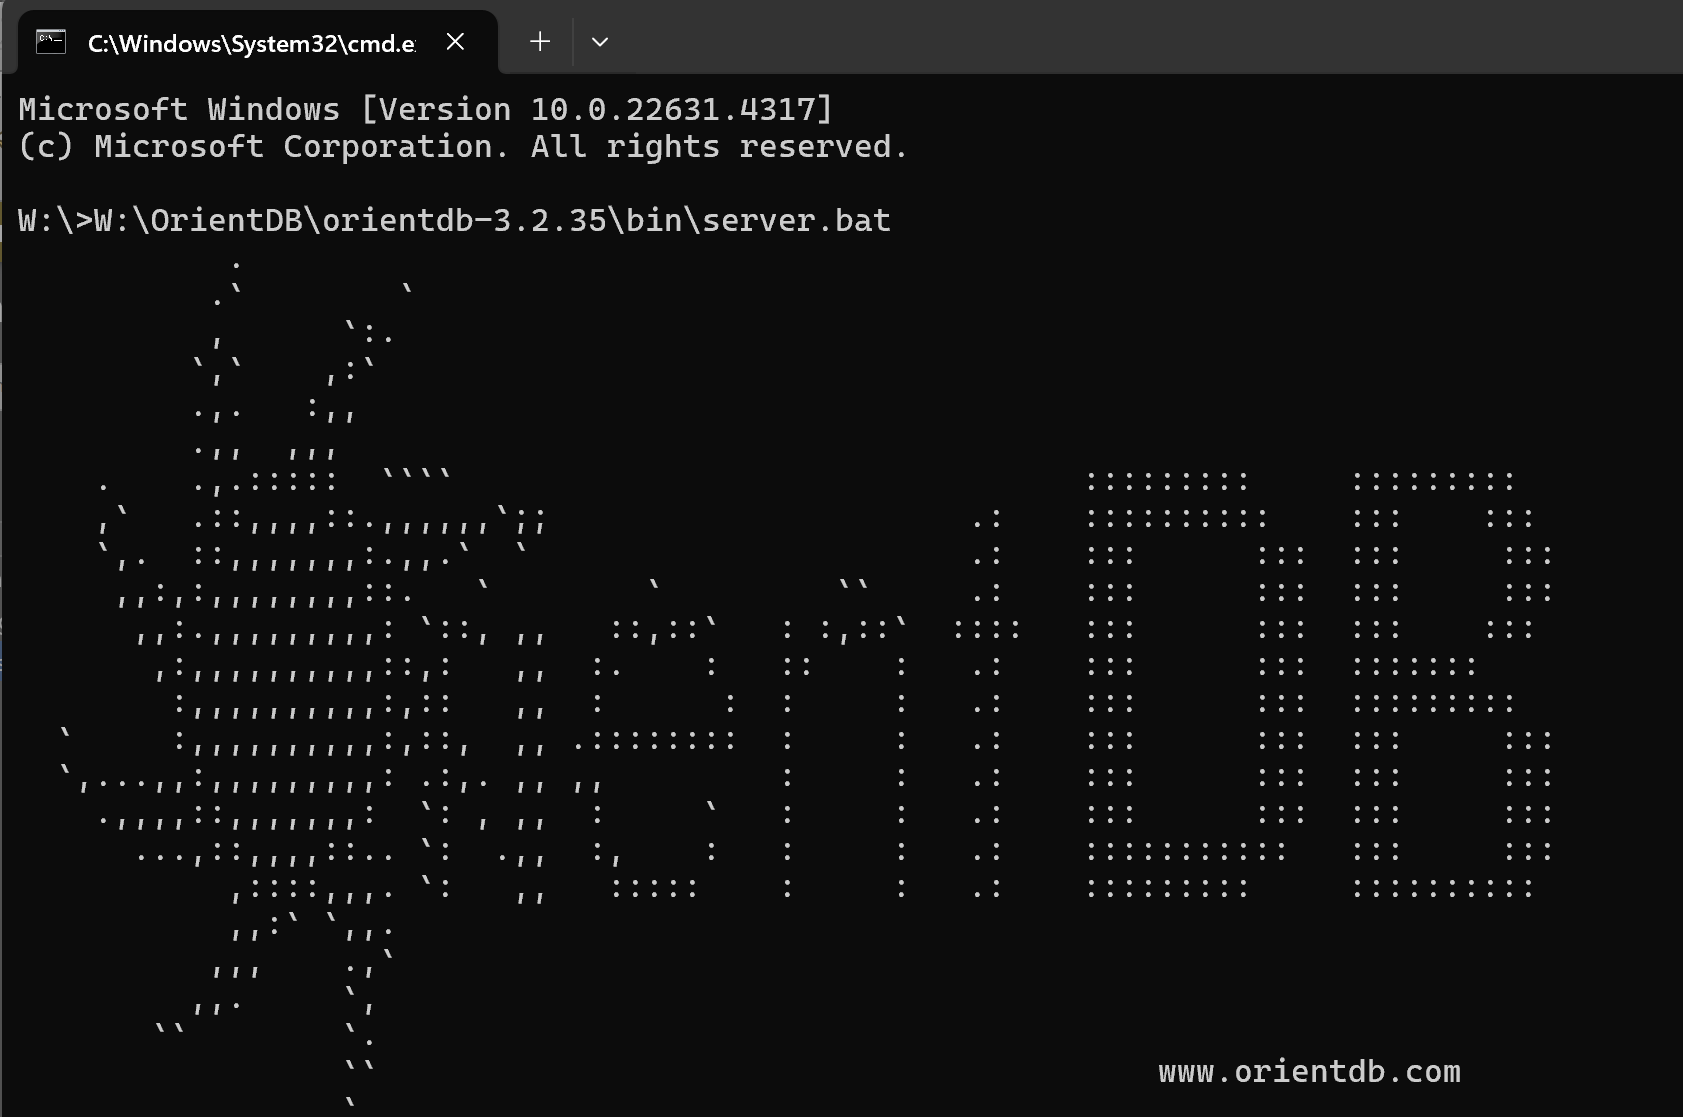 C:\Windows\System32\cmd.e
Microsoft Windows [Version 10.0.22631.4317]
(c) Microsoft Corporation. All rights reserved.
W:\>W:\OrientDB\orientdb-3.2.35\bin\server.bat
OrientDB
www.orientdb.com